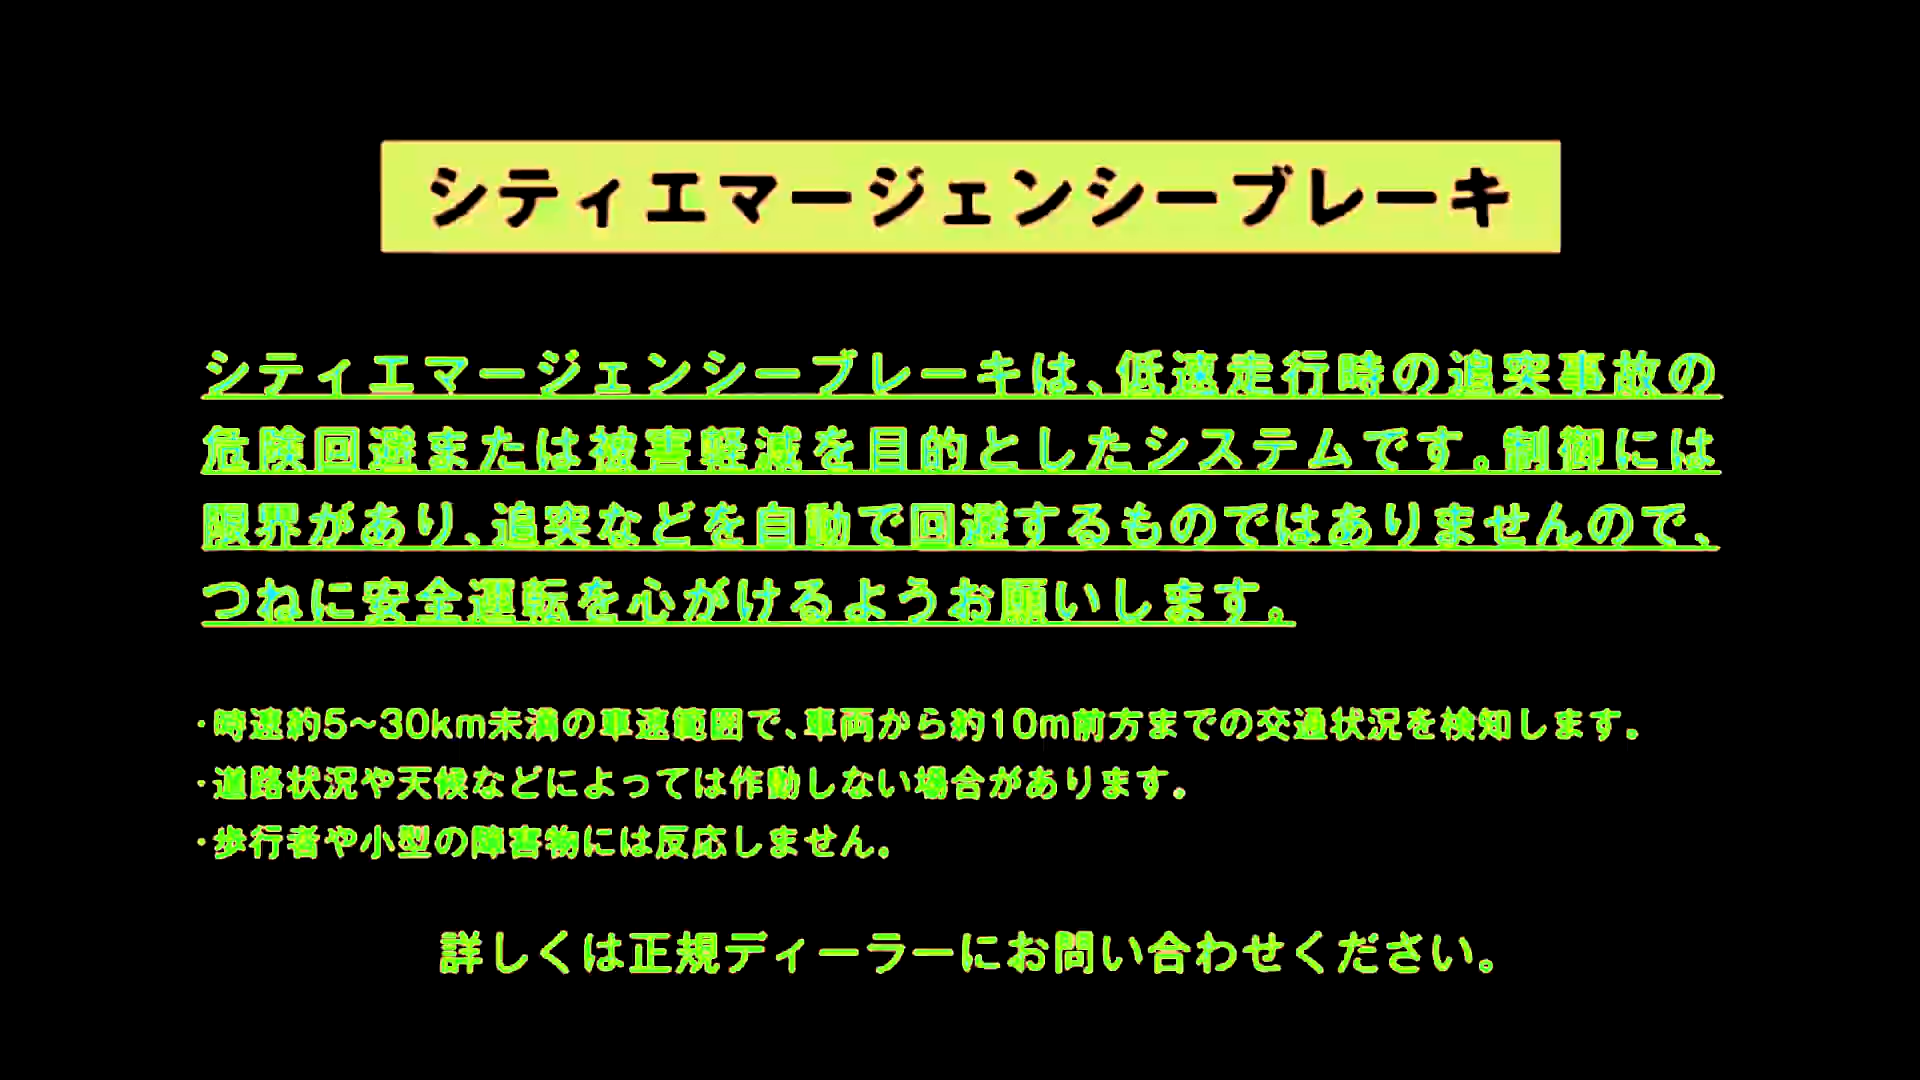 シティエマージェンシーブレーキ
シティエマージェンシーブレーキは、低速走行時の追突事故の
危険回避または被害軽減を目的としたシステムです。制御には
限界があり、追突などを自動で回避するものではありませんので、
つねに安全運転を心がけるようお願いします。
・時速約5~30km未満の車速範囲で、車両から約10m前方までの交通状況を検知します。
・道路状況や天候などによっては作動しない場合があります。
・歩行者や小型の障害物には反応しません。
詳しくは正規ディーラーにお問い合わせください。